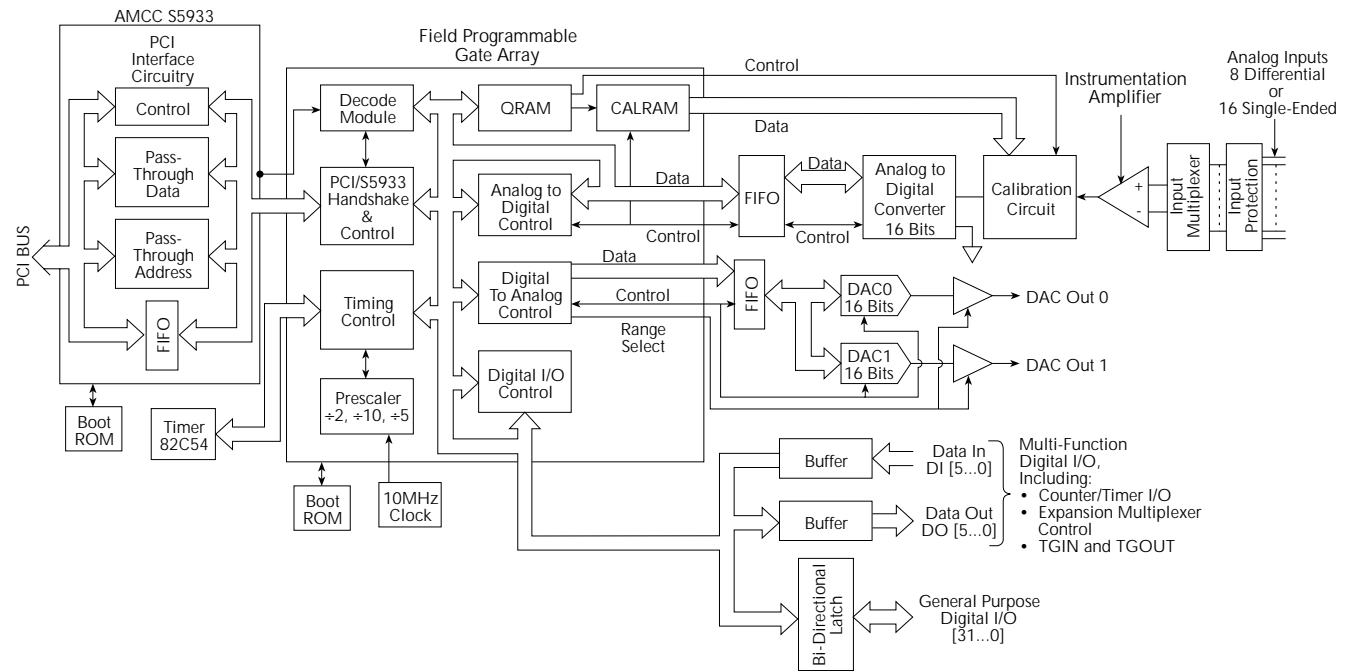 AMCC S5933
PCI
Interface
Circuitry
Control
Pass-
Through
Data
Pass-
Through
Address
FIFO
PCI BUS
Boot
ROM
Timer
82C54
Field Programmable
Gate Array
Decode
Module
PCI/S5933
Handshake
&
Control
Timing
Control
Prescaler
÷2, ÷10, ÷5
Boot
ROM
10MHz
Clock
QRAM
CALRAM
Analog to
Digital
Control
Digital
To Analog
Control
Digital I/O
Control
Control
Data
Data
Control
Data
Control
Range
Select
FIFO
Data
Control
Analog to
Digital
Converter
16 Bits
Calibration
Circuit
Instrumentation
Amplifier
+
-
Input
Multiplexer
Input
Protection
Analog Inputs
8 Differential
or
16 Single-Ended
FIFO
DAC0
16 Bits
DAC Out 0
DAC1
16 Bits
DAC Out 1
Buffer
Data In
DI [5...0]
Buffer
Data Out
DO [5...0]
Multi-Function
Digital I/O,
Including:
• Counter/Timer I/O
• Expansion Multiplexer
Control
• TGIN and TGOUT
Bi-Directional
Latch
General Purpose
Digital I/O
[31...0]